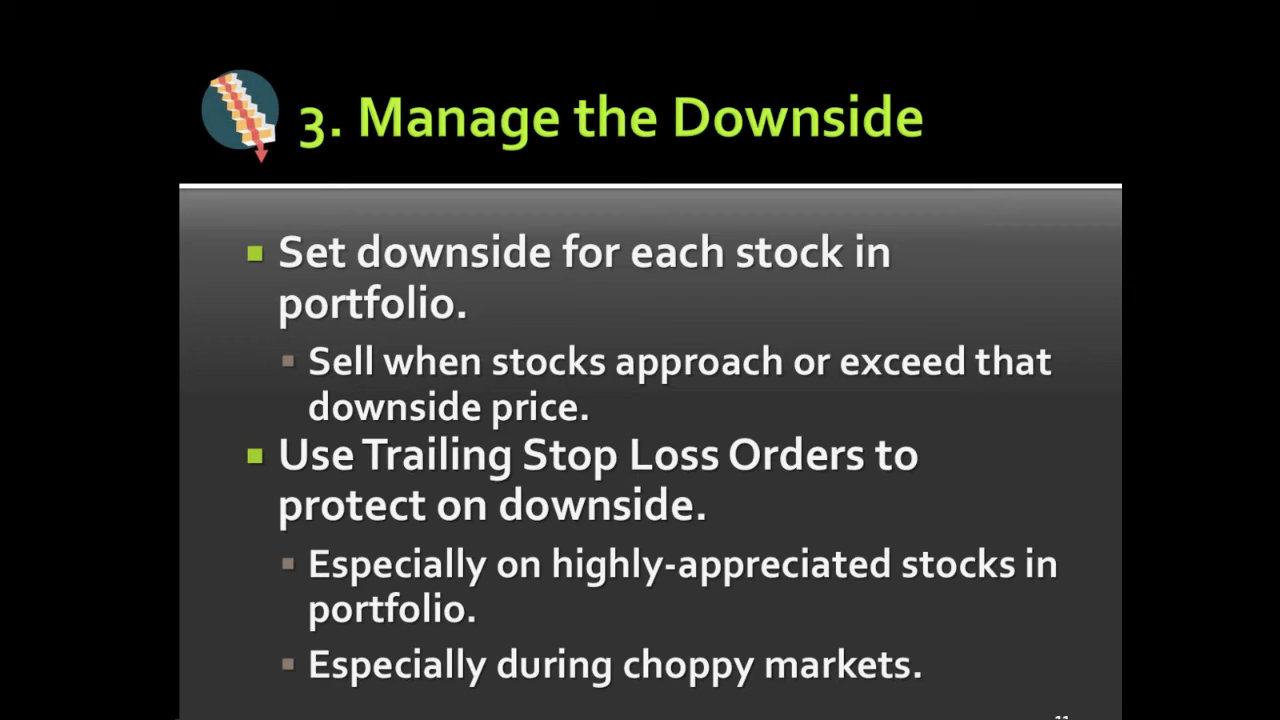 3. Manage the Downside
Set downside for each stock in
portfolio.
Sell when stocks approach or exceed that
downside price.
Use Trailing Stop Loss Orders to
protect on downside.
Especially on highly-appreciated stocks in
portfolio.
Especially during choppy markets.